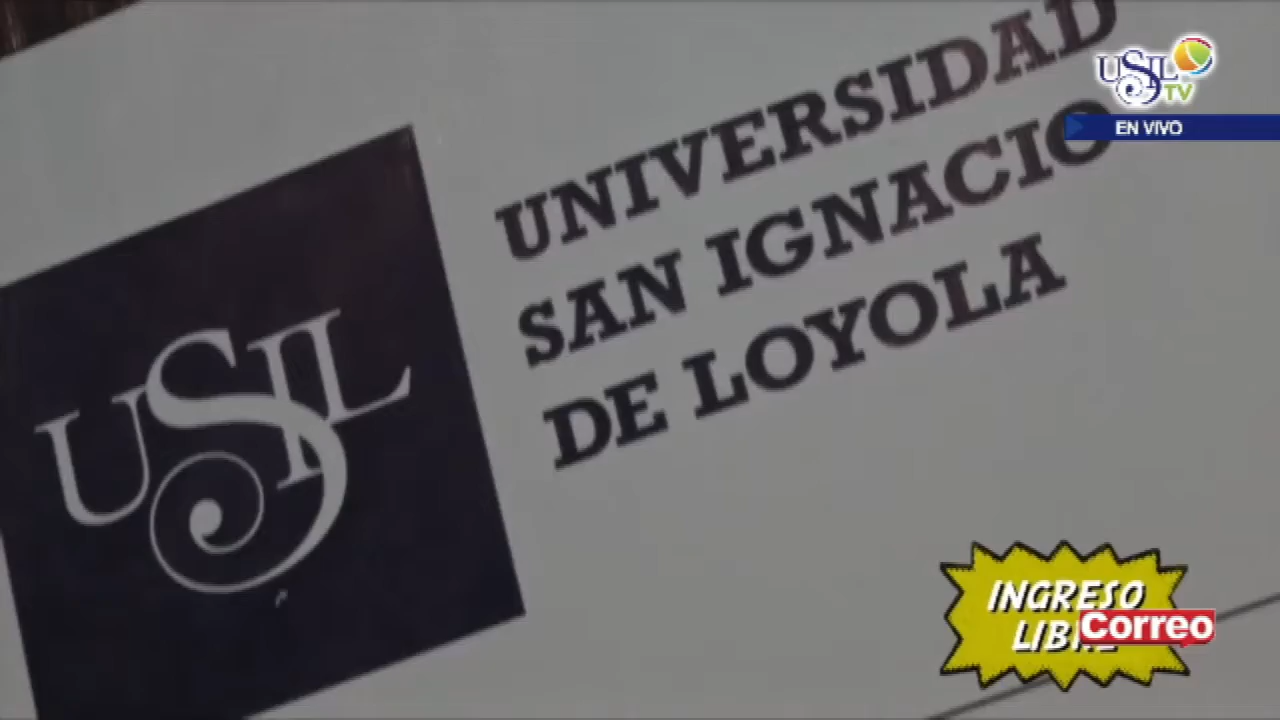 USIL
TV
EN VIVO
UNIVERSIDAD
SAN IGNACIO
DE LOYOLA
USIL
INGRESO
Correo